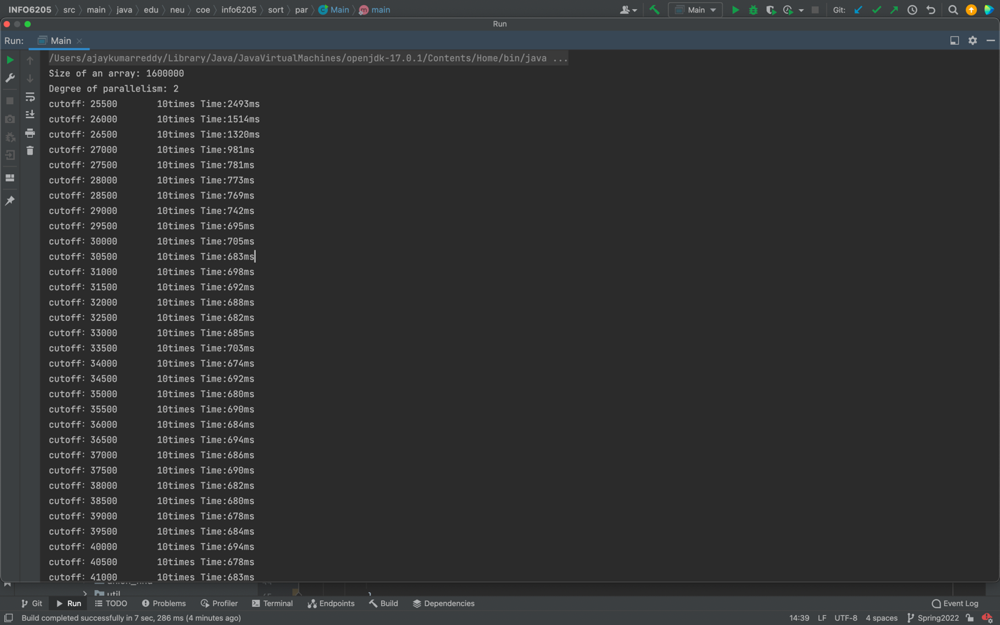 INFO6205 src main java edu neu coe info6205 sort par Main main
Main
Git:
Run
Run: Main
/Users/ajaykumarreddy/Library/Java/JavaVirtualMachines/openjdk-17.0.1/Contents/Home/bin/java ...
Size of an array: 1600000
Degree of parallelism: 2
cutoff: 25500 10times Time:2493ms
cutoff: 26000 10times Time:1514ms
cutoff: 26500 10times Time:1320ms
cutoff: 27000 10times Time:981ms
cutoff: 27500 10times Time:781ms
cutoff: 28000 10times Time:773ms
cutoff: 28500 10times Time:769ms
cutoff: 29000 10times Time:742ms
cutoff: 29500 10times Time:695ms
cutoff: 30000 10times Time:705ms
cutoff: 30500 10times Time:683ms
cutoff: 31000 10times Time:698ms
cutoff: 31500 10times Time:692ms
cutoff: 32000 10times Time:688ms
cutoff: 32500 10times Time:682ms
cutoff: 33000 10times Time:685ms
cutoff: 33500 10times Time:703ms
cutoff: 34000 10times Time:674ms
cutoff: 34500 10times Time:692ms
cutoff: 35000 10times Time:680ms
cutoff: 35500 10times Time:690ms
cutoff: 36000 10times Time:684ms
cutoff: 36500 10times Time:694ms
cutoff: 37000 10times Time:686ms
cutoff: 37500 10times Time:690ms
cutoff: 38000 10times Time:682ms
cutoff: 38500 10times Time:680ms
cutoff: 39000 10times Time:678ms
cutoff: 39500 10times Time:684ms
cutoff: 40000 10times Time:694ms
cutoff: 40500 10times Time:678ms
cutoff: 41000 10times Time:683ms
util
Git Run TODO Problems Profiler Terminal Endpoints Build Dependencies Event Log
Build completed successfully in 7 sec, 286 ms (4 minutes ago) 14:39 LF UTF-8 4 spaces Spring2022